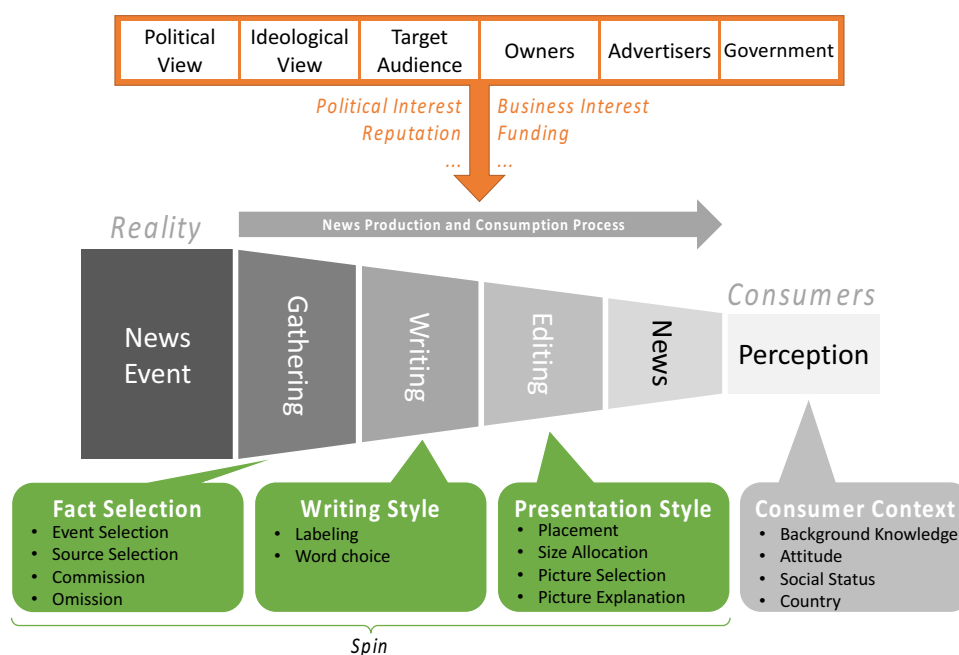 Political
View
Ideological
View
Target
Audience
Owners
Advertisers
Government
Political Interest
Reputation
...
Business Interest
Funding
...
Reality
News Production and Consumption Process
Consumers
News
Event
Gathering
Writing
Editing
News
Perception
Fact Selection
• Event Selection
• Source Selection
• Commission
• Omission
Writing Style
• Labeling
• Word choice
Presentation Style
• Placement
• Size Allocation
• Picture Selection
• Picture Explanation
Consumer Context
• Background Knowledge
• Attitude
• Social Status
• Country
Spin